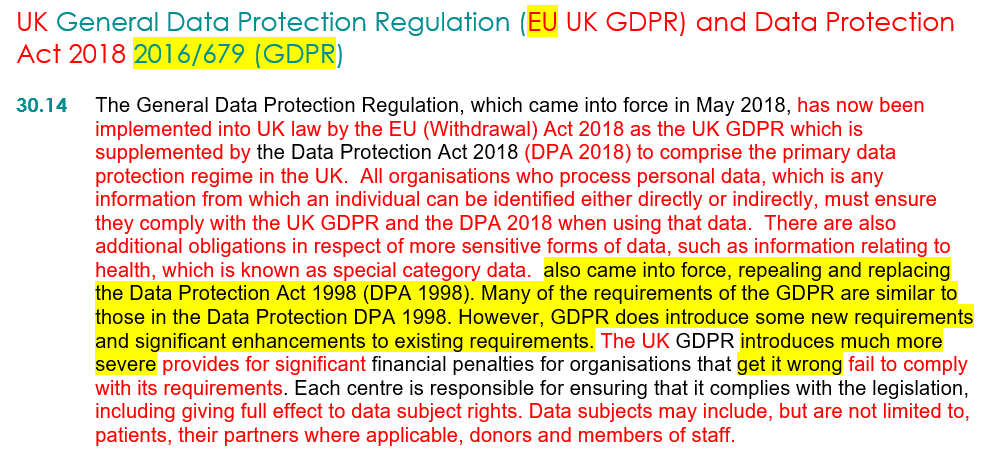 UK General Data Protection Regulation (EU UK GDPR) and Data Protection
Act 2018 2016/679 (GDPR)
30.14 The General Data Protection Regulation, which came into force in May 2018, has now been
implemented into UK law by the EU (Withdrawal) Act 2018 as the UK GDPR which is
supplemented by the Data Protection Act 2018 (DPA 2018) to comprise the primary data
protection regime in the UK.  All organisations who process personal data, which is any
information from which an individual can be identified either directly or indirectly, must ensure
they comply with the UK GDPR and the DPA 2018 when using that data.  There are also
additional obligations in respect of more sensitive forms of data, such as information relating to
health, which is known as special category data.  also came into force, repealing and replacing
the Data Protection Act 1998 (DPA 1998). Many of the requirements of the GDPR are similar to
those in the Data Protection DPA 1998. However, GDPR does introduce some new requirements
and significant enhancements to existing requirements. The UK GDPR introduces much more
severe provides for significant financial penalties for organisations that get it wrong fail to comply
with its requirements. Each centre is responsible for ensuring that it complies with the legislation,
including giving full effect to data subject rights. Data subjects may include, but are not limited to,
patients, their partners where applicable, donors and members of staff.